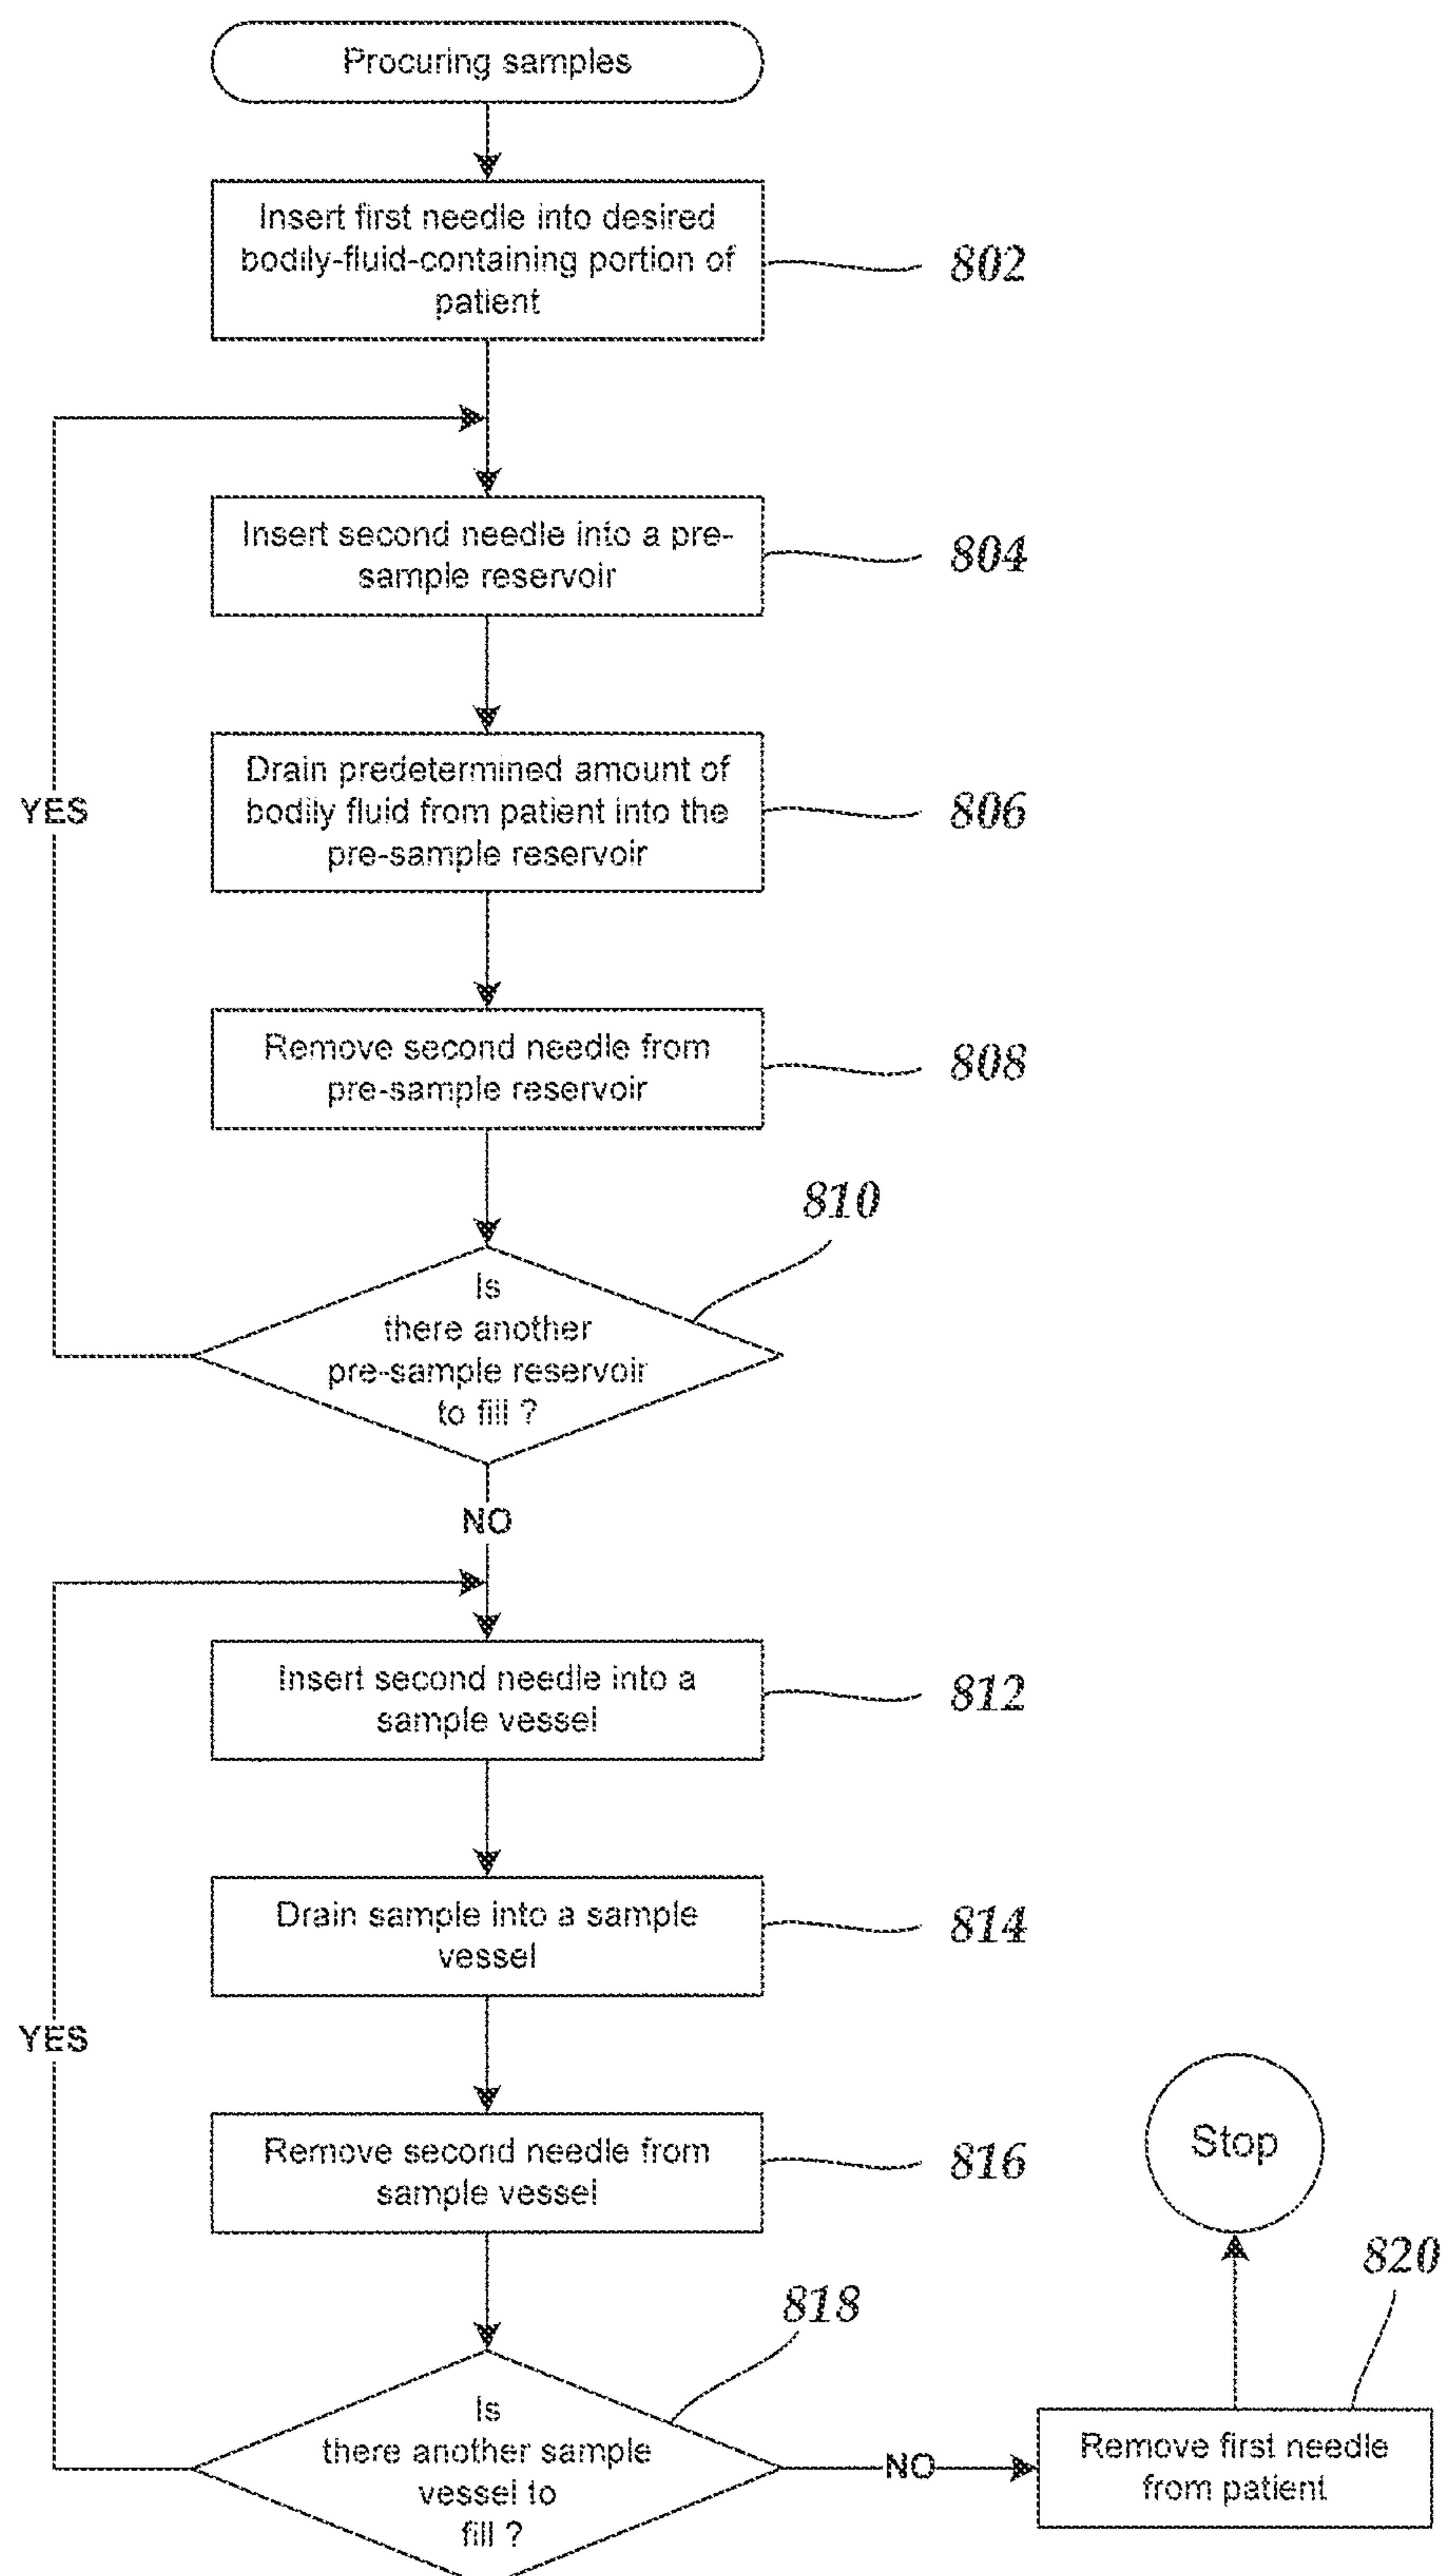 Procuring samples
Insert first needle into desired
bodily-fluid-containing portion of
patient
802
Insert second needle into a pre-
sample reservoir
804
Drain predetermined amount of
bodily fluid from patient into the
pre-sample reservoir
806
YES
Remove second needle from
pre-sample reservoir
808
810
Is
there another
pre-sample reservoir
to fill ?
NO
Insert second needle into a
sample vessel
812
Drain sample into a sample
vessel
814
YES
Remove second needle from
sample vessel
816
Stop
820
818
Is
there another sample
vessel to
fill ?
NO
Remove first needle
from patient